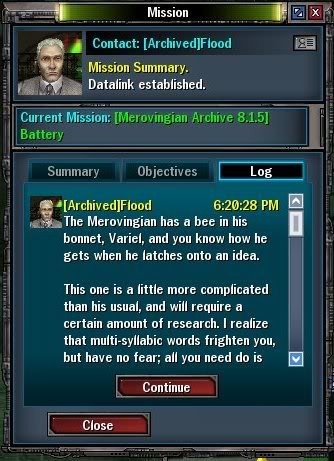 Mission
Contact: [Archived]Flood
Mission Summary.
Datalink established.
Current Mission: [Merovingian Archive 8.1.5]
Battery
Summary
Objectives
Log
[Archived]Flood 6:20:28 PM
The Merovingian has a bee in his
bonnet, Variel, and you know how he
gets when he latches onto an idea.
This one is a little more complicated
than his usual, and will require a
certain amount of research. I realize
that multi-syllabic words frighten you,
but have no fear; all you need do is
Continue
Close